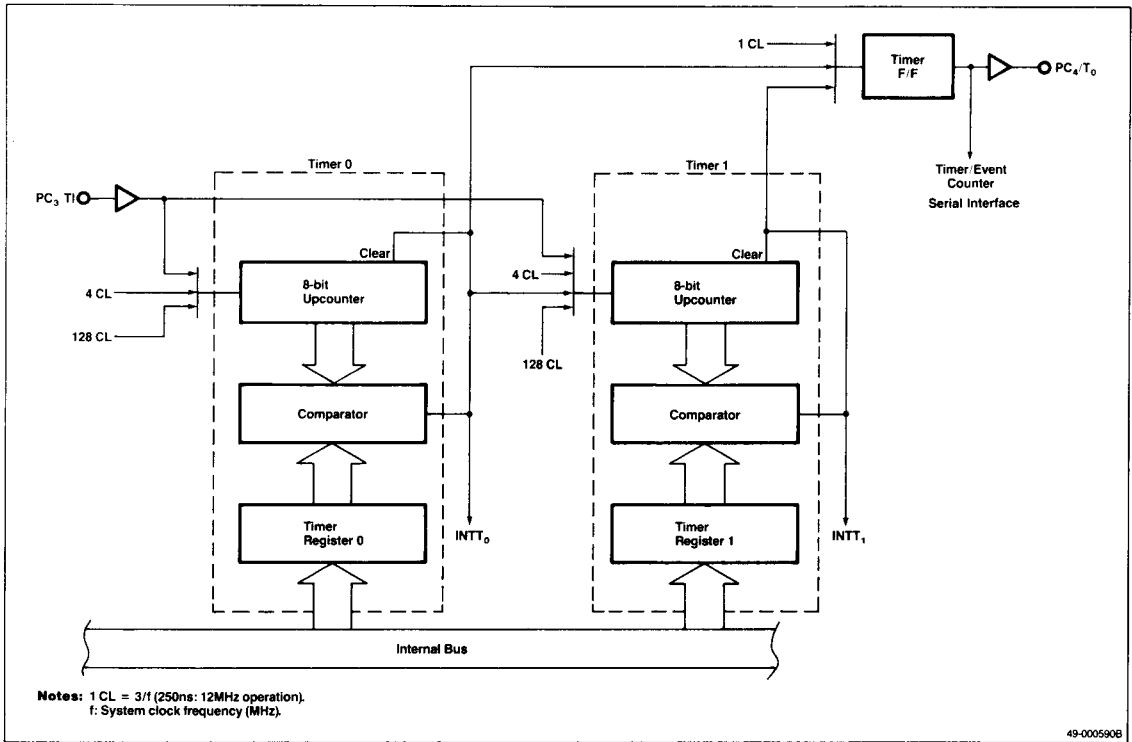 1 CL
Timer
F/F
PC₄/T₀
Timer/Event
Counter
Serial Interface
Timer 0
Timer 1
PC₃ TI
Clear
Clear
8-bit
Upcounter
4 CL
128 CL
4 CL
128 CL
8-bit
Upcounter
Comparator
Comparator
Timer
Register 0
INTT₀
Timer
Register 1
INTT₁
Internal Bus
Notes: 1 CL = 3/f (250ns: 12MHz operation).
f: System clock frequency (MHz).
49-000590B